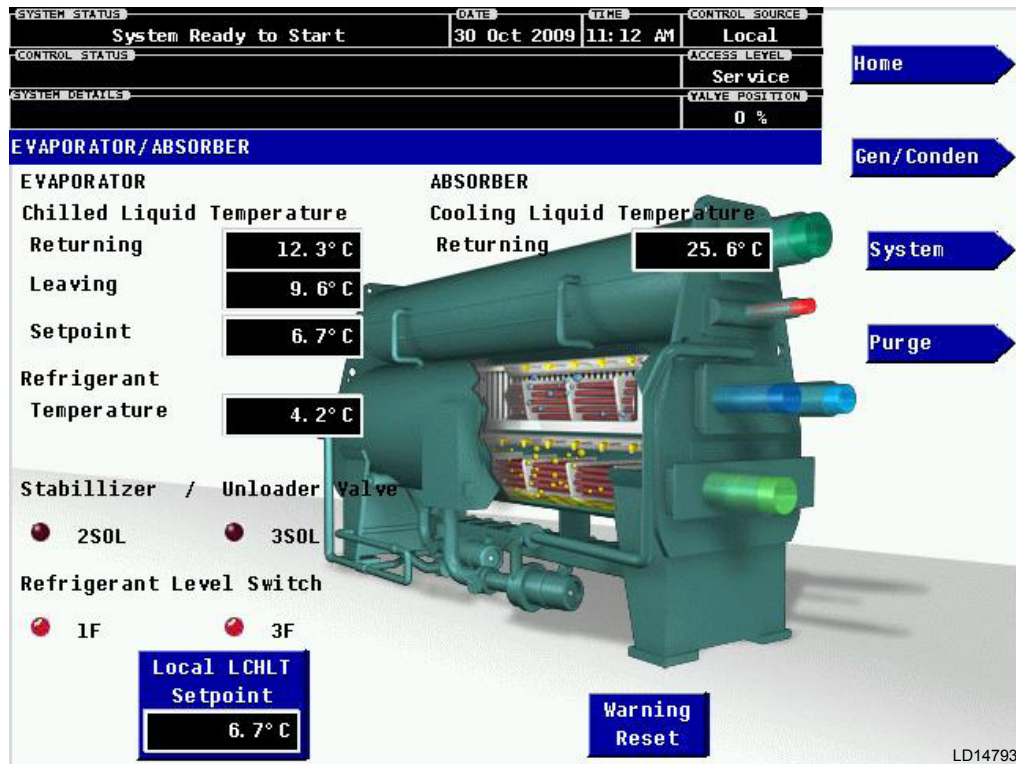 SYSTEM STATUS DATE TIME CONTROL SOURCE
System Ready to Start 30 Oct 2009 11:12 AM Local
CONTROL STATUS ACCESS LEVEL
Service
SYSTEM DETAILS VALVE POSITION
0 %
Home
Gen/Conden
System
Purge
EVAPORATOR/ABSORBER
EVAPORATOR ABSORBER
Chilled Liquid Temperature Cooling Liquid Temperature
Returning 12.3°C Returning 25.6°C
Leaving 9.6°C
Setpoint 6.7°C
Refrigerant
Temperature 4.2°C
Stabillizer / Unloader Valve
2SOL 3SOL
Refrigerant Level Switch
1F 3F
Local LCHLT
Setpoint
6.7°C
Warning
Reset
LD14793